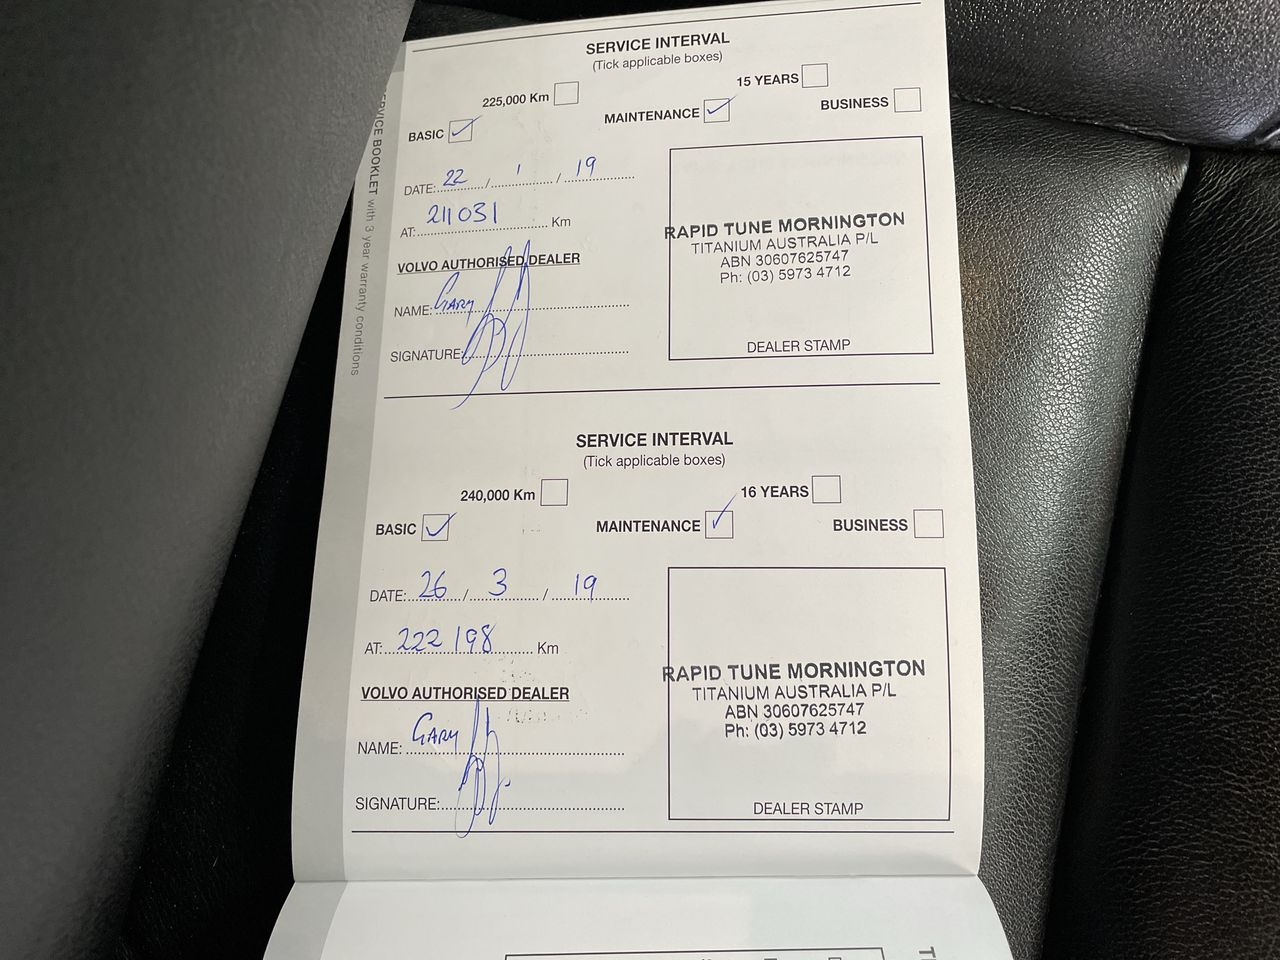 SERVICE INTERVAL
(Tick applicable boxes)
225,000 Km
15 YEARS
BASIC
MAINTENANCE
BUSINESS
DATE: 22 / 1 / 19
AT: 211031 Km
VOLVO AUTHORISED DEALER
NAME: GARY
SIGNATURE:
RAPID TUNE MORNINGTON
TITANIUM AUSTRALIA P/L
ABN 30607625747
Ph: (03) 5973 4712
DEALER STAMP
SERVICE INTERVAL
(Tick applicable boxes)
240,000 Km
16 YEARS
BASIC
MAINTENANCE
BUSINESS
DATE: 26 / 3 / 19
AT: 222 198 Km
VOLVO AUTHORISED DEALER
NAME: GARY
SIGNATURE:
RAPID TUNE MORNINGTON
TITANIUM AUSTRALIA P/L
ABN 30607625747
Ph: (03) 5973 4712
DEALER STAMP
BOOKLET with 3 year warranty conditions